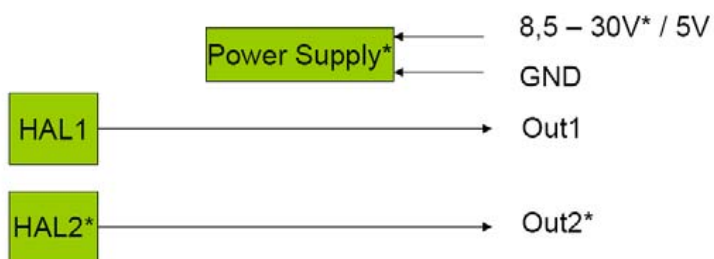 8,5 – 30V* / 5V
Power Supply*
GND
HAL1
Out1
HAL2*
Out2*